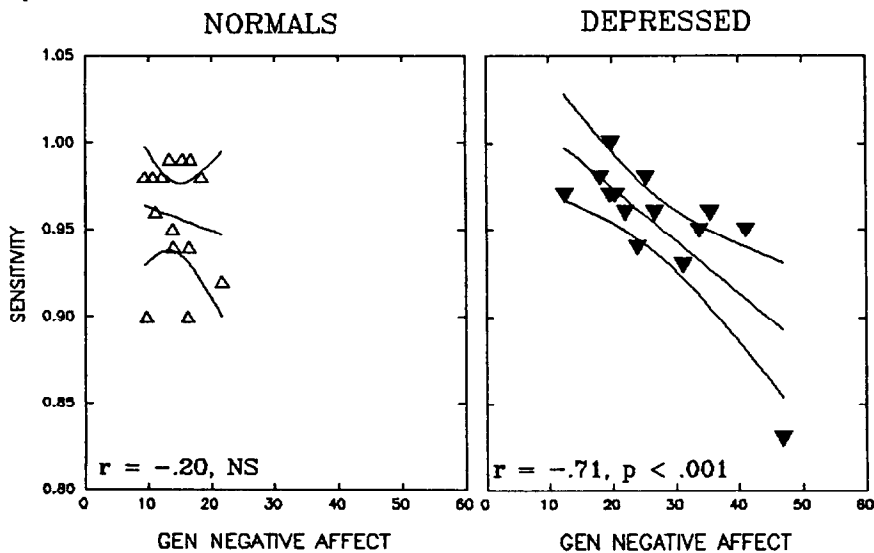 NORMALS
DEPRESSED
1.05
1.00
0.95
0.90
0.85
0.80
SENSITIVITY
r = -.20, NS
r = -.71, p < .001
0 10 20 30 40 50 60
0 10 20 30 40 50 60
GEN NEGATIVE AFFECT
GEN NEGATIVE AFFECT